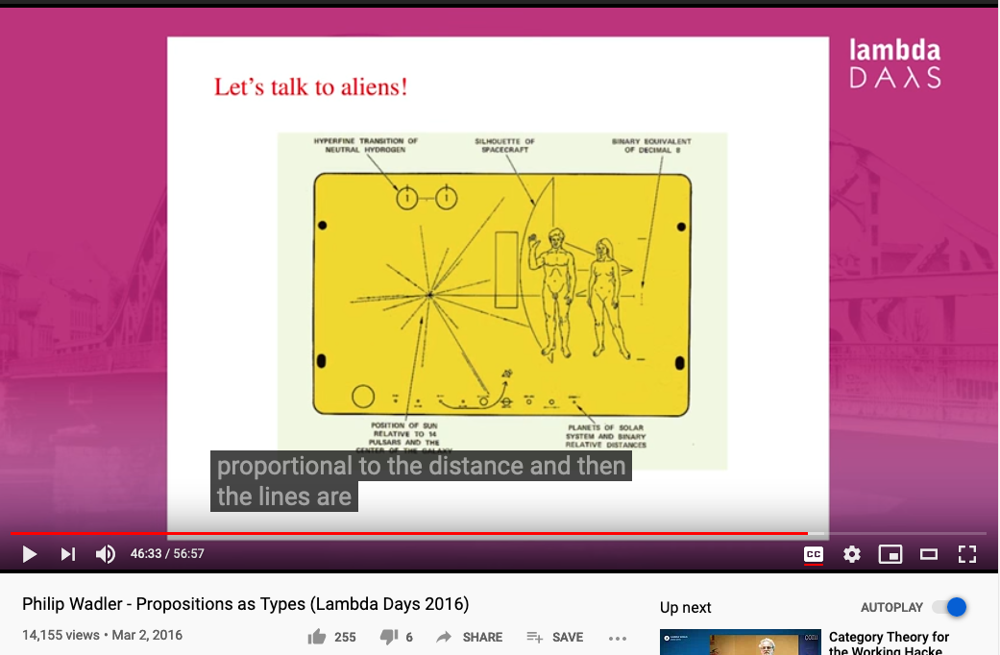 lambda
DAλS
Let's talk to aliens!
HYPERFINE TRANSITION OF
NEUTRAL HYDROGEN
SILHOUETTE OF
SPACECRAFT
BINARY EQUIVALENT
OF DECIMAL 8
POSITION OF SUN
RELATIVE TO 14
PULSARS AND THE
CENTER OF THE GALAXY
PLANETS OF SOLAR
SYSTEM AND BINARY
RELATIVE DISTANCES
proportional to the distance and then
the lines are
46:33 / 56:57
CC
Philip Wadler - Propositions as Types (Lambda Days 2016)
14,155 views • Mar 2, 2016
255
6
SHARE
SAVE
Up next
AUTOPLAY
Category Theory for
the Working Hacke